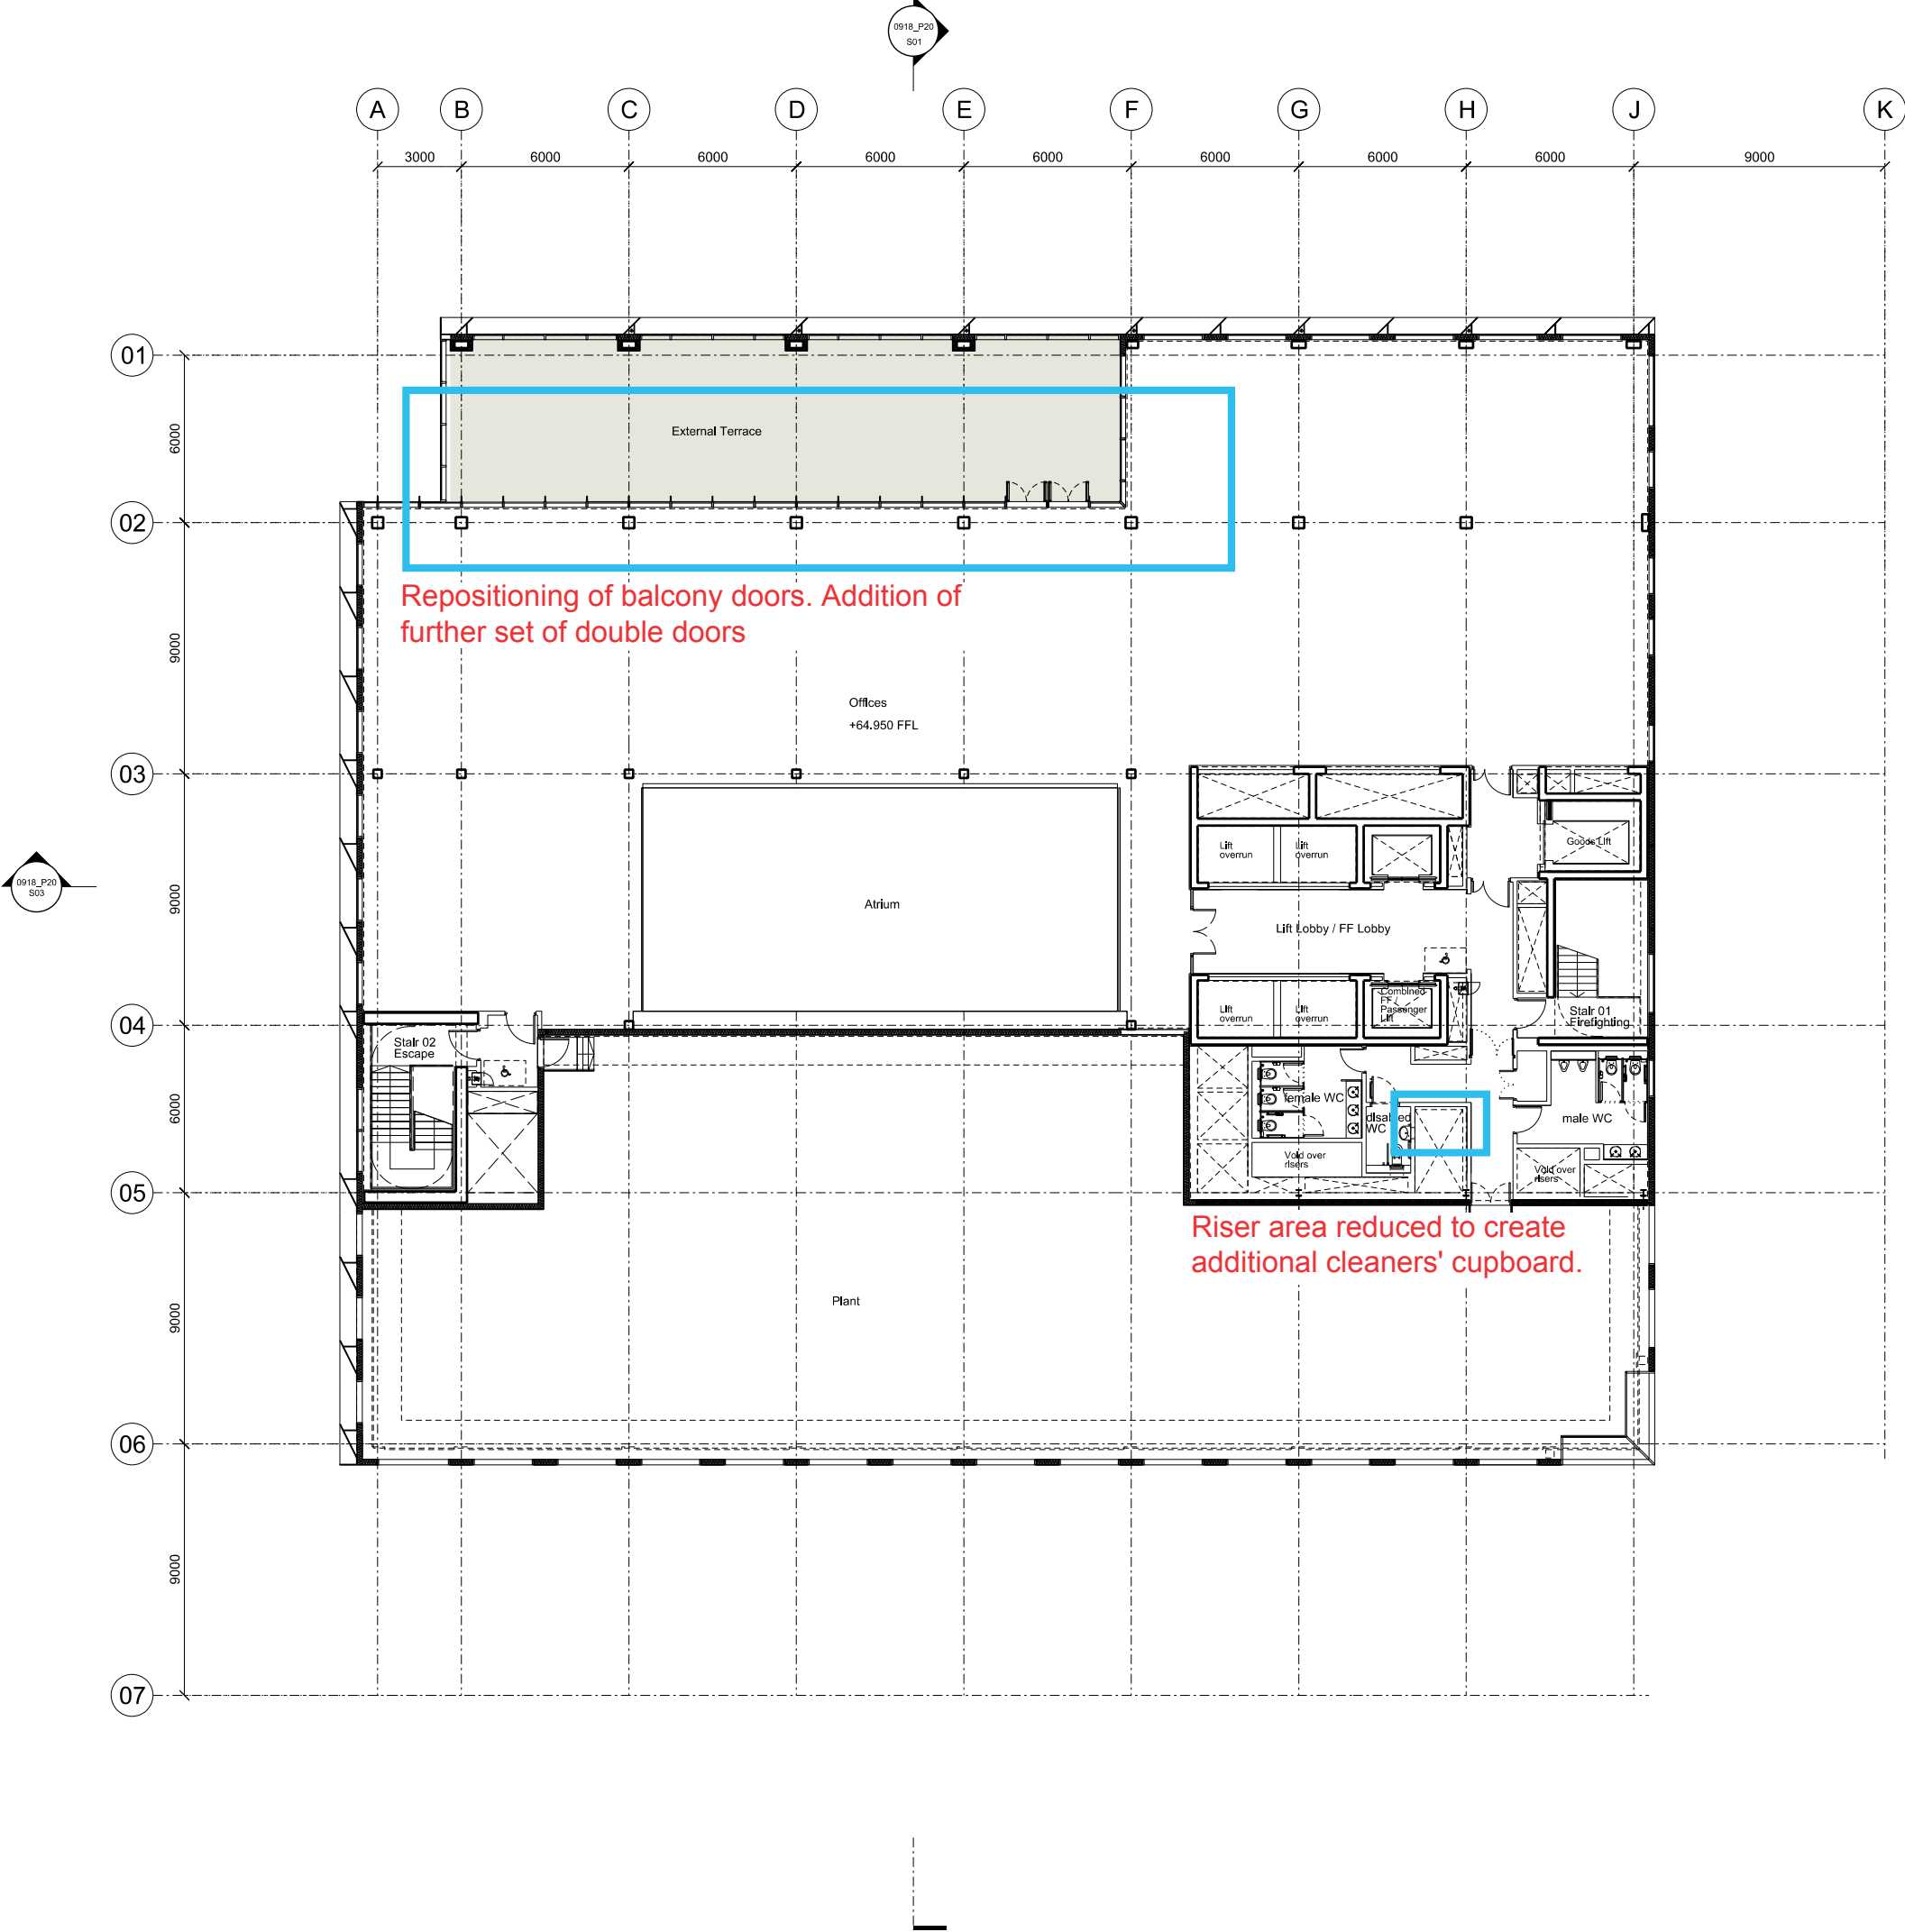 0918_P20
S01
A B C D E F G H J K
3000 6000 6000 6000 6000 6000 6000 6000 9000
01
6000
External Terrace
02
Repositioning of balcony doors. Addition of
further set of double doors
9000
Offices
+64.950 FFL
03
Goods Lift
Lift
overrun
Lift
overrun
0918_P20
S03
9000
Atrium
Lift Lobby / FF Lobby
Combined
FF
Passenger
Lift
Lift
overrun
Lift
overrun
Stair 01
Firefighting
04
Stair 02
Escape
6000
female WC
disabled
WC
male WC
Void over
risers
Void over
risers
05
Riser area reduced to create
additional cleaners' cupboard.
9000
Plant
06
9000
07